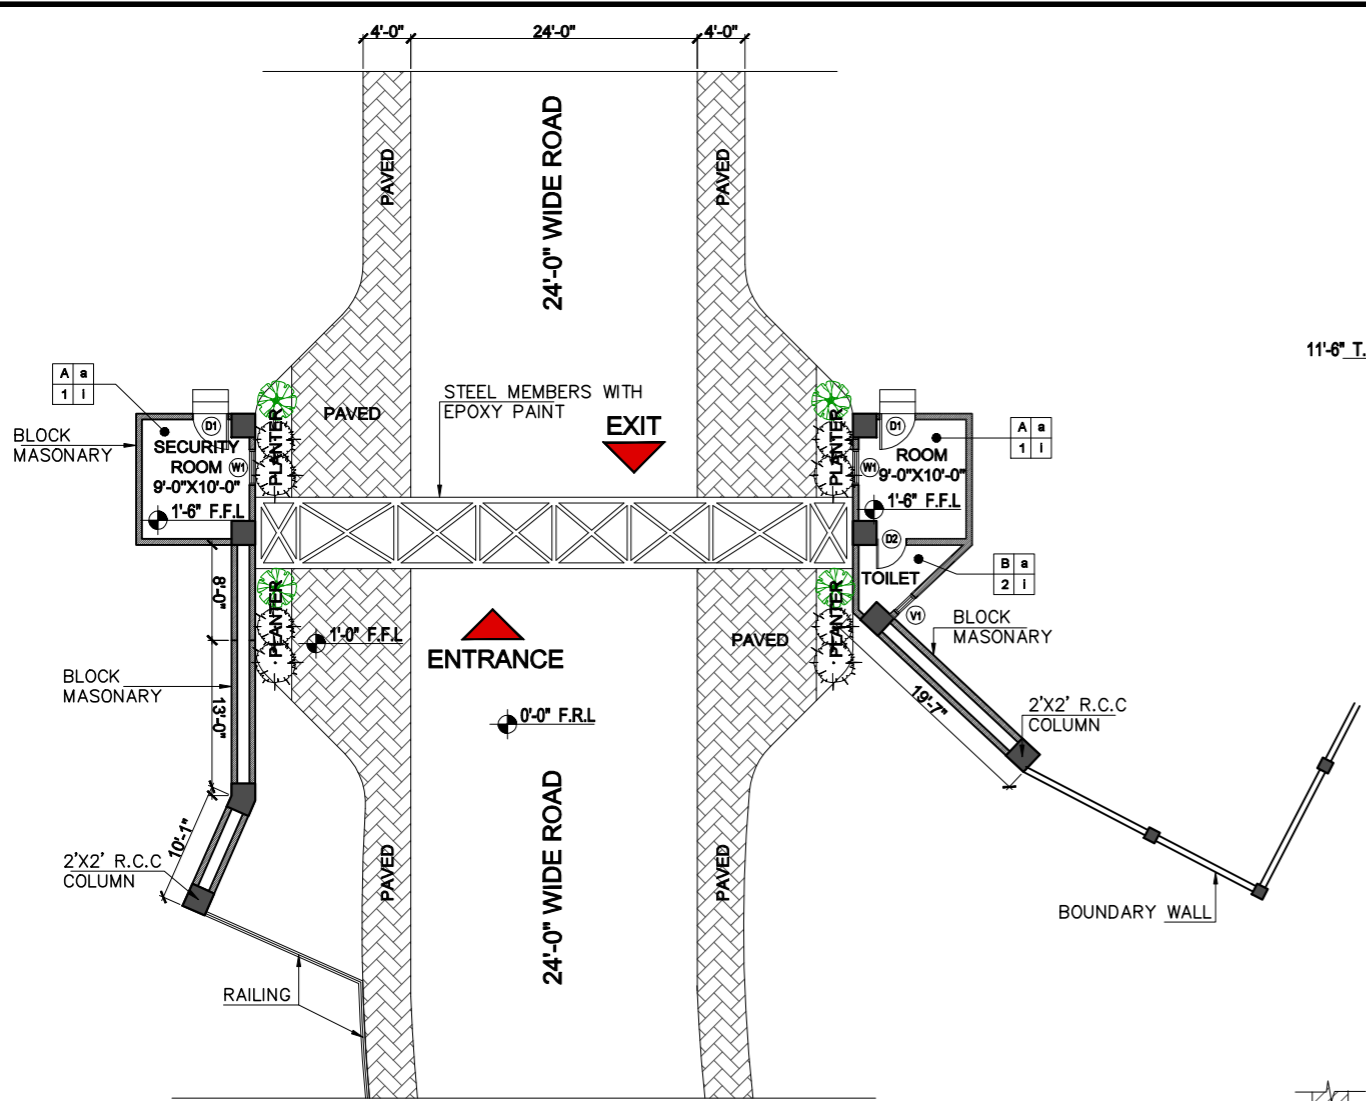 4'-0" 24'-0" 4'-0"
24'-0" WIDE ROAD
PAVED
PAVED
11'-6" T.
A a
1 i
STEEL MEMBERS WITH
EPOXY PAINT
PAVED
EXIT
BLOCK
MASONARY
D1
SECURITY
ROOM
W1
9'-0"X10'-0"
1'-6" F.F.L
PLANTER
PLANTER
D1
ROOM
W1
9'-0"X10'-0"
1'-6" F.F.L
A a
1 i
D2
TOILET
B a
2 i
V1
BLOCK
MASONARY
8'-0"
PLANTER
1'-0" F.F.L
ENTRANCE
PAVED
PLANTER
BLOCK
MASONARY
13'-0"
0'-0" F.R.L
19'-7"
2'X2' R.C.C
COLUMN
10'-1"
2'X2' R.C.C
COLUMN
PAVED
24'-0" WIDE ROAD
PAVED
BOUNDARY WALL
RAILING